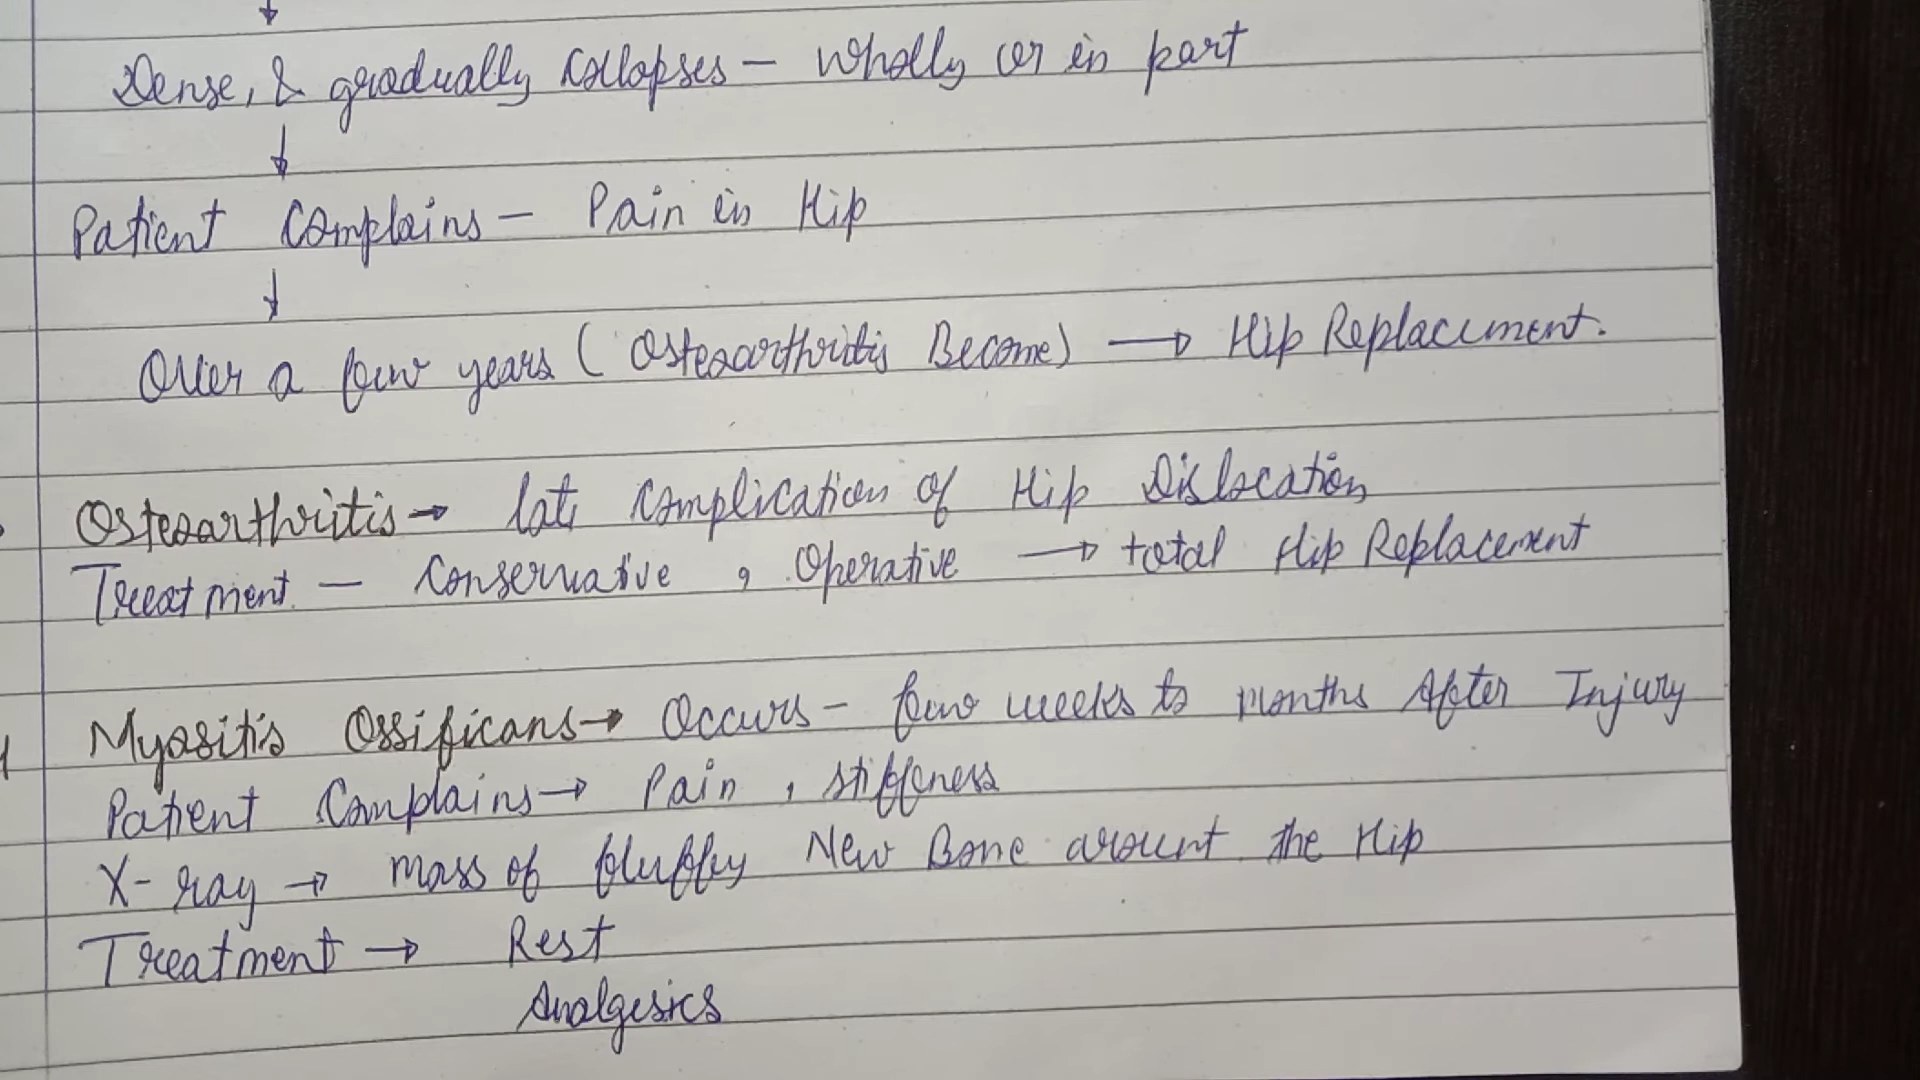 ↓
Dense, & gradually Collapses – Wholly or in part
↓
Patient Complains – Pain in Hip
↓
Over a few years (Osteoarthritis Become) → Hip Replacement.
Osteoarthritis → late Complication of Hip Dislocation
Treatment – Conservative , Operative → total Hip Replacement
Myositis Ossificans → Occurs – few weeks to months After Injury
Patient Complains → Pain , stiffness
X-ray → mass of fluffy New Bone arount the Hip
Treatment → Rest
Analgesics